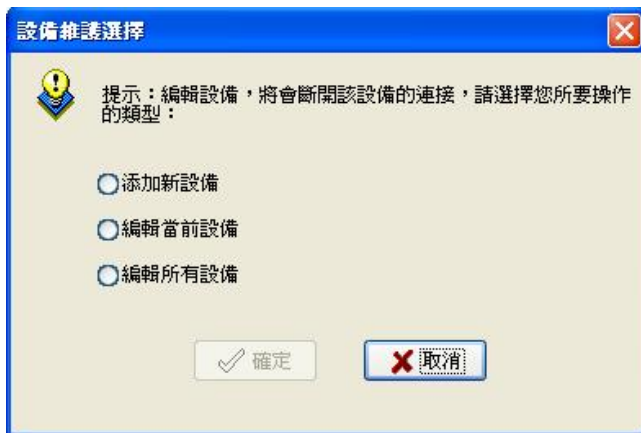 設備維護選擇
提示：編輯設備，將會斷開該設備的連接，請選擇您所要操作
的類型：
添加新設備
編輯當前設備
編輯所有設備
確定
取消